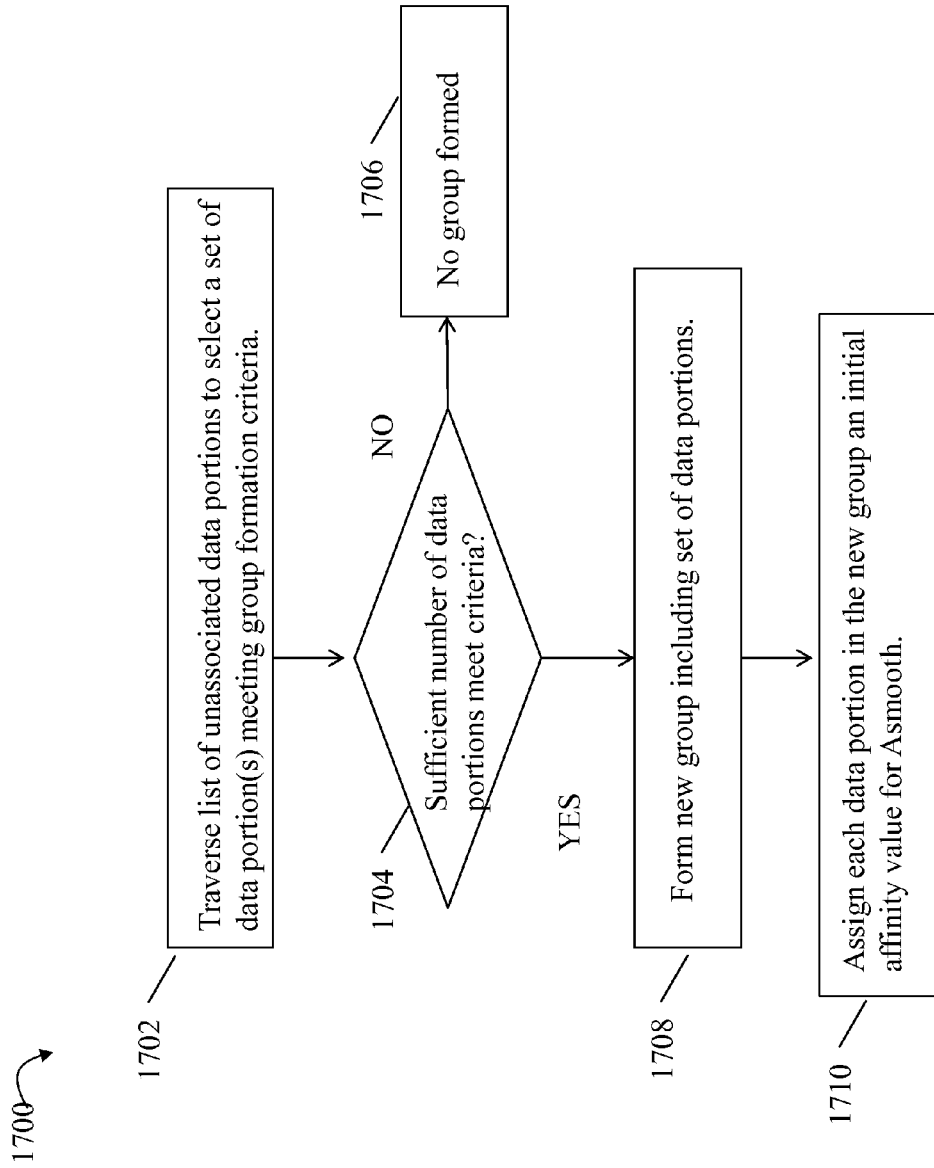 1700
1702
Traverse list of unassociated data portions to select a set of
data portion(s) meeting group formation criteria.
1704
Sufficient number of data
portions meet criteria?
NO
1706
No group formed
YES
1708
Form new group including set of data portions.
1710
Assign each data portion in the new group an initial
affinity value for Asmooth.